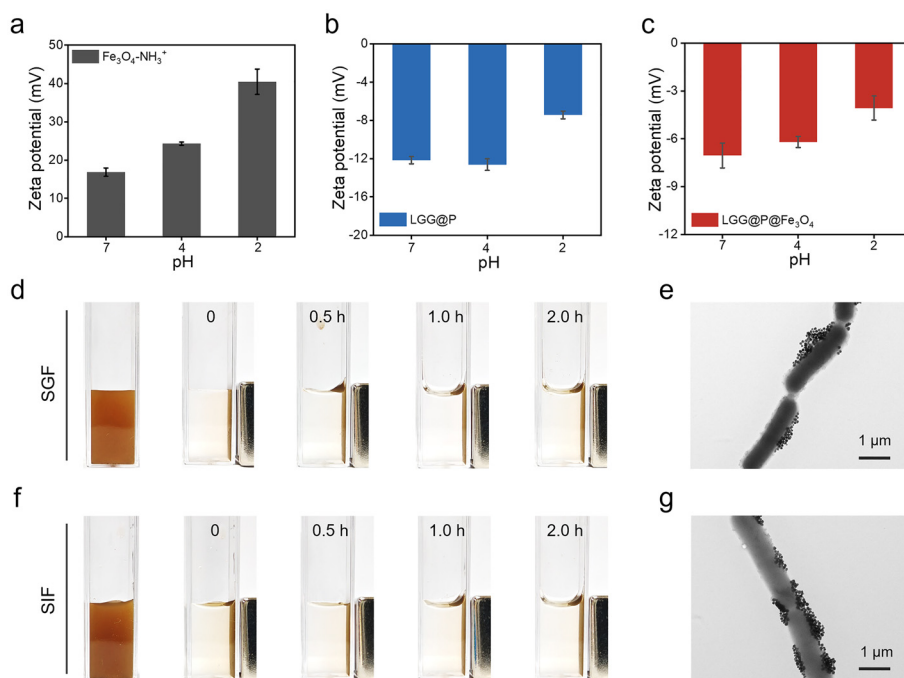 a
Zeta potential (mV)
50
40
30
20
10
0
Fe₃O₄-NH₃⁺
7 4 2
pH
b
Zeta potential (mV)
0
-4
-8
-12
-16
-20
LGG@P
7 4 2
pH
c
Zeta potential (mV)
0
-3
-6
-9
-12
LGG@P@Fe₃O₄
7 4 2
pH
d
SGF
0 0.5 h 1.0 h 2.0 h
e
1 μm
f
SIF
0 0.5 h 1.0 h 2.0 h
g
1 μm